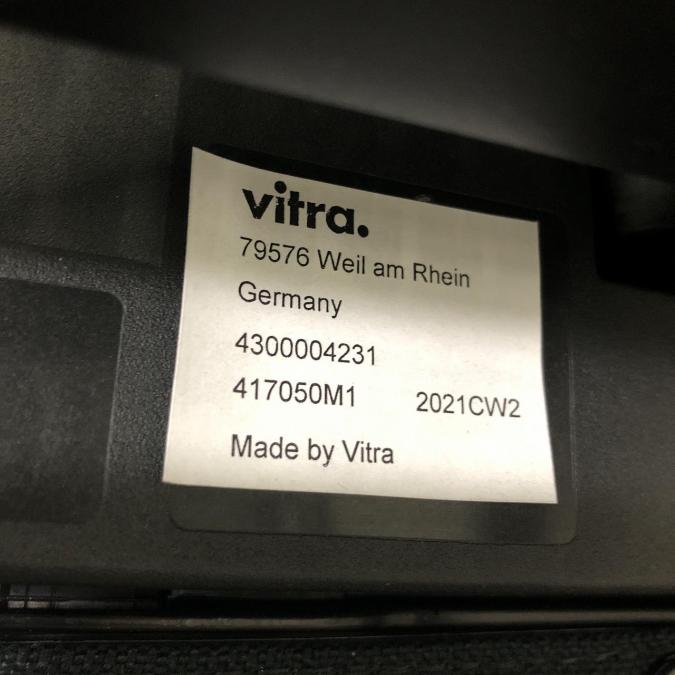 vitra.
79576 Weil am Rhein
Germany
4300004231
417050M1 2021CW2
Made by Vitra